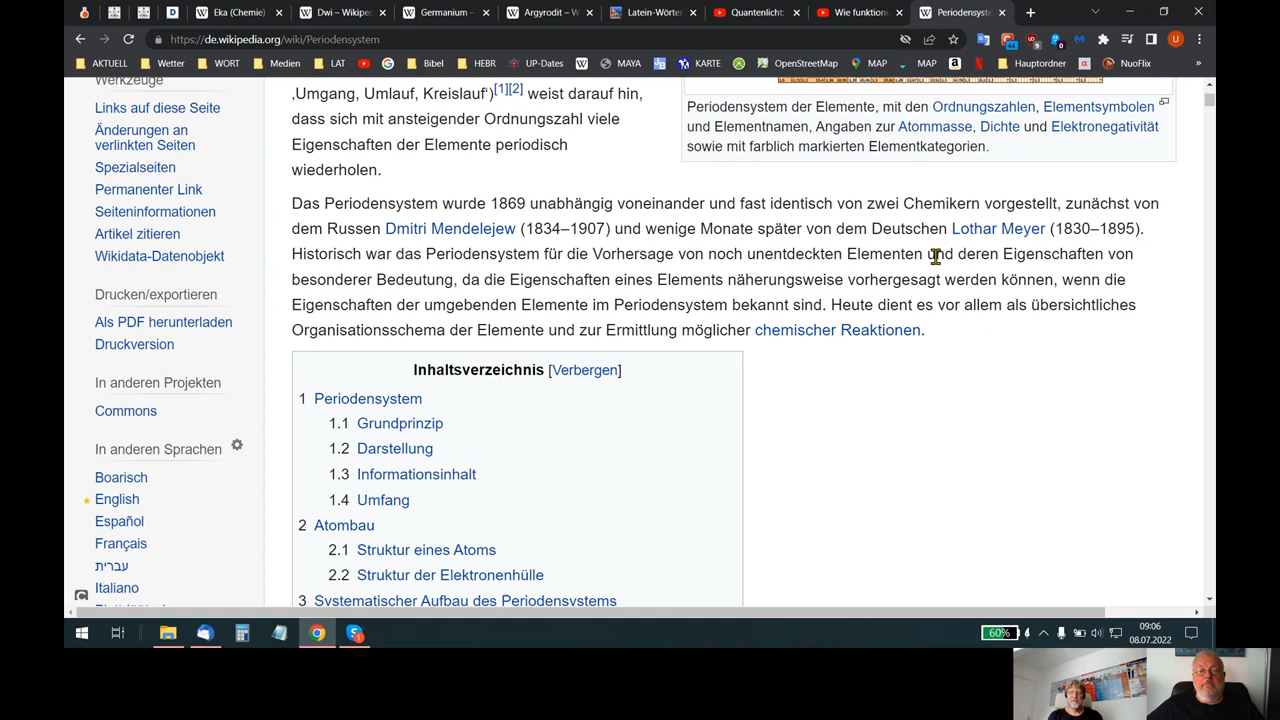 Eka (Chemie)
Dwi – Wikipe
Germanium –
Argyrodit – W
Latein-Wörter
Quantenlicht:
Wie funktion
Periodensyste
https://de.wikipedia.org/wiki/Periodensystem
AKTUELL
Wetter
WORT
Medien
LAT
Bibel
HEBR
UP-Dates
MAYA
KARTE
OpenStreetMap
MAP
MAP
Hauptordner
NuoFlix
Werkzeuge
Links auf diese Seite
Änderungen an
verlinkten Seiten
Spezialseiten
Permanenter Link
Seiteninformationen
Artikel zitieren
Wikidata-Datenobjekt
Drucken/exportieren
Als PDF herunterladen
Druckversion
In anderen Projekten
Commons
In anderen Sprachen
Boarisch
English
Español
Français
עברית
Italiano
‚Umgang, Umlauf, Kreislauf‘)[1][2] weist darauf hin,
dass sich mit ansteigender Ordnungszahl viele
Eigenschaften der Elemente periodisch
wiederholen.
Periodensystem der Elemente, mit den Ordnungszahlen, Elementsymbolen
und Elementnamen, Angaben zur Atommasse, Dichte und Elektronegativität
sowie mit farblich markierten Elementkategorien.
Das Periodensystem wurde 1869 unabhängig voneinander und fast identisch von zwei Chemikern vorgestellt, zunächst von
dem Russen Dmitri Mendelejew (1834–1907) und wenige Monate später von dem Deutschen Lothar Meyer (1830–1895).
Historisch war das Periodensystem für die Vorhersage von noch unentdeckten Elementen und deren Eigenschaften von
besonderer Bedeutung, da die Eigenschaften eines Elements näherungsweise vorhergesagt werden können, wenn die
Eigenschaften der umgebenden Elemente im Periodensystem bekannt sind. Heute dient es vor allem als übersichtliches
Organisationsschema der Elemente und zur Ermittlung möglicher chemischer Reaktionen.
Inhaltsverzeichnis [Verbergen]
1 Periodensystem
1.1 Grundprinzip
1.2 Darstellung
1.3 Informationsinhalt
1.4 Umfang
2 Atombau
2.1 Struktur eines Atoms
2.2 Struktur der Elektronenhülle
3 Systematischer Aufbau des Periodensystems
60%
09:06
08.07.2022